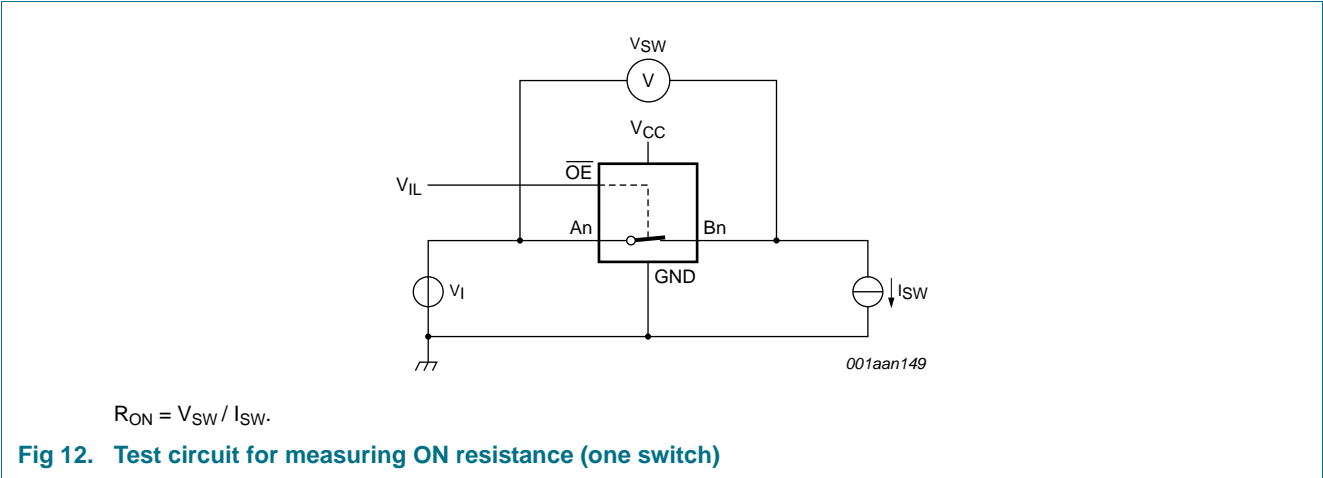 VSW
V
VCC
OE
VIL
An
Bn
GND
VI
ISW
001aan149
RON = VSW / ISW.
Fig 12. Test circuit for measuring ON resistance (one switch)